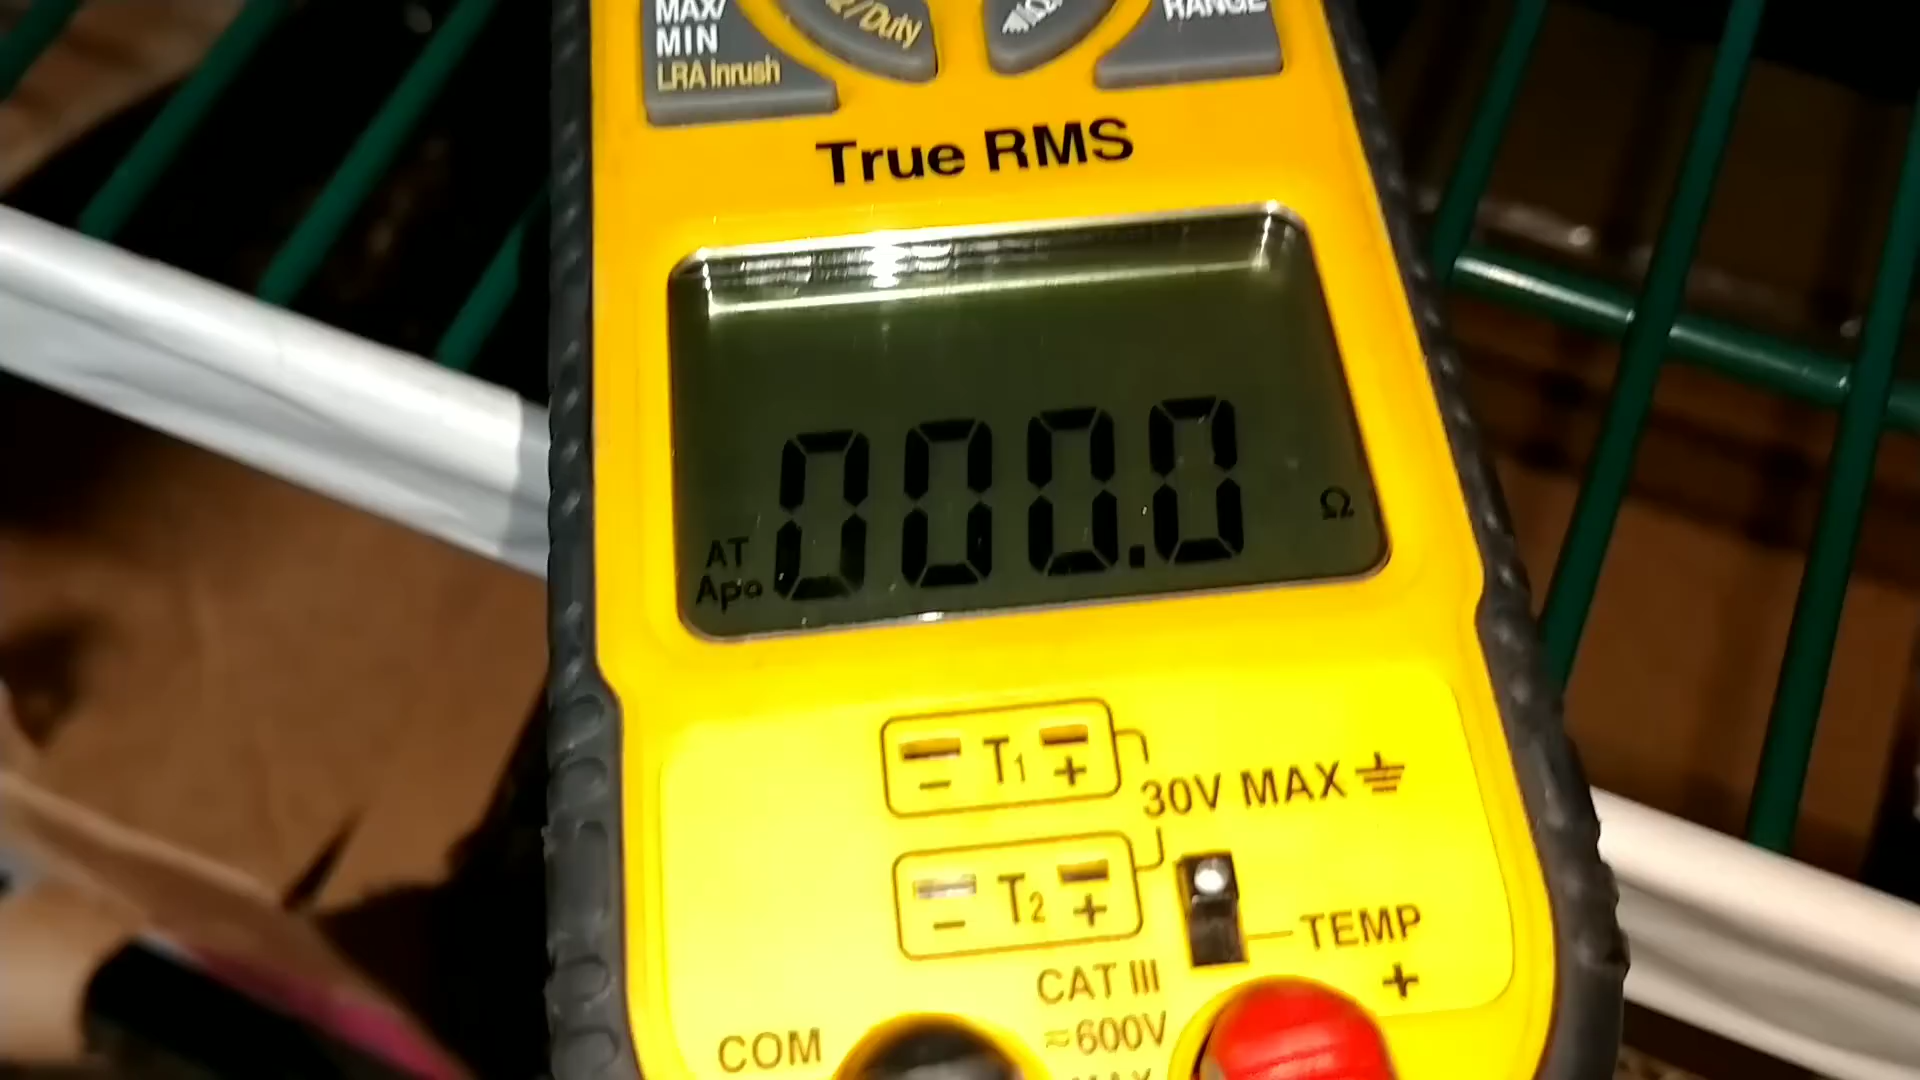 MAX/
MIN
LRA Inrush
/Duty
RANGE
True RMS
000.0
Ω
AT
Apo
− T1 +
30V MAX
− T2 +
TEMP
+
CAT III
≂600V
MAX
COM